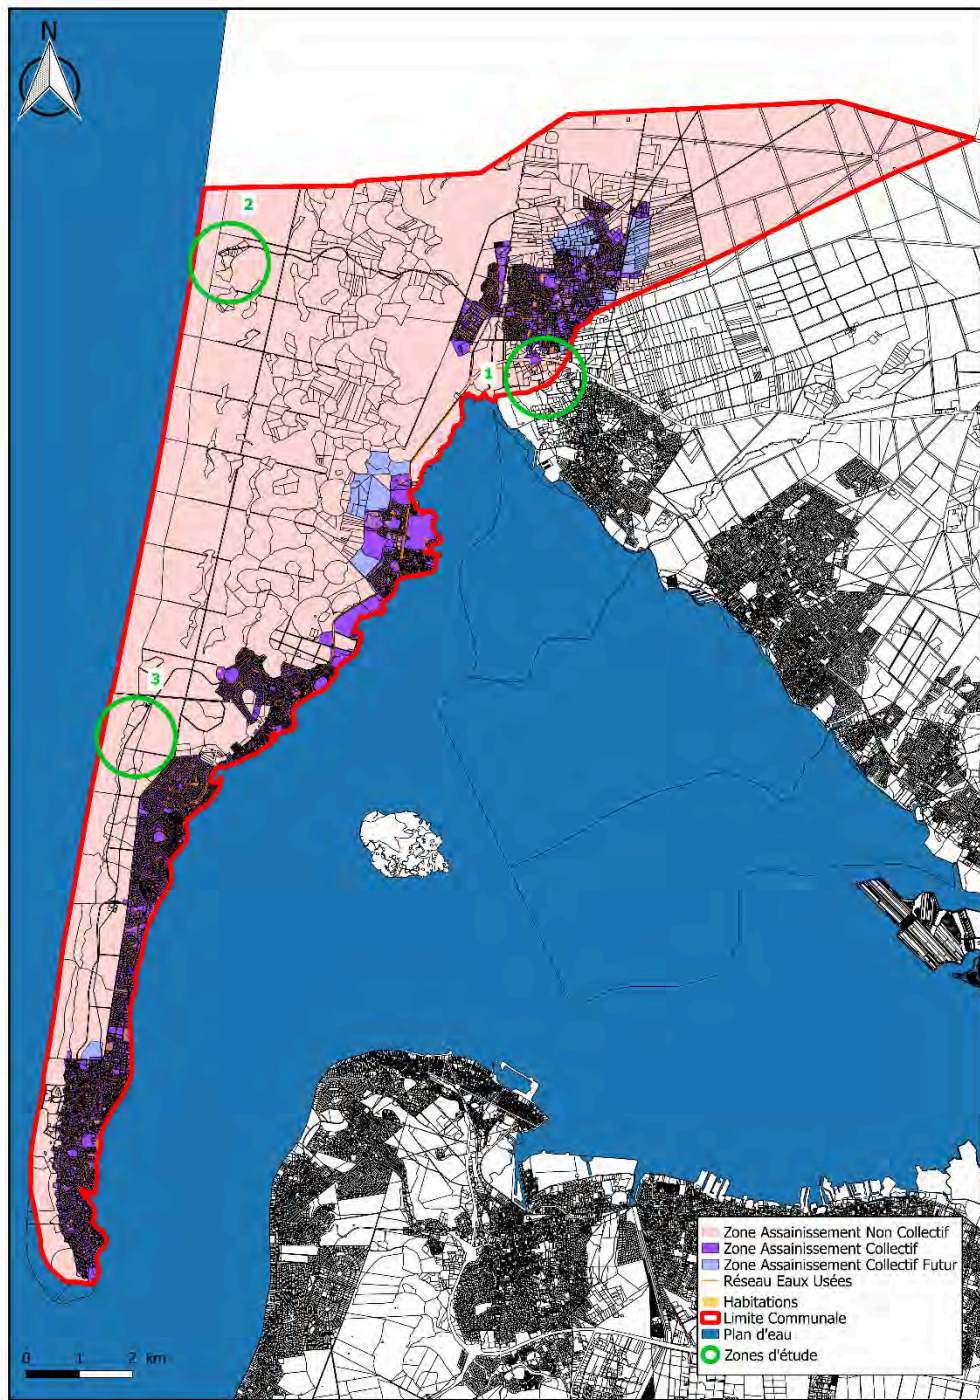 N
2
1
3
Zone Assainissement Non Collectif
Zone Assainissement Collectif
Zone Assainissement Collectif Futur
Réseau Eaux Usées
Habitations
Limite Communale
Plan d'eau
Zones d'étude
0 1 2 km